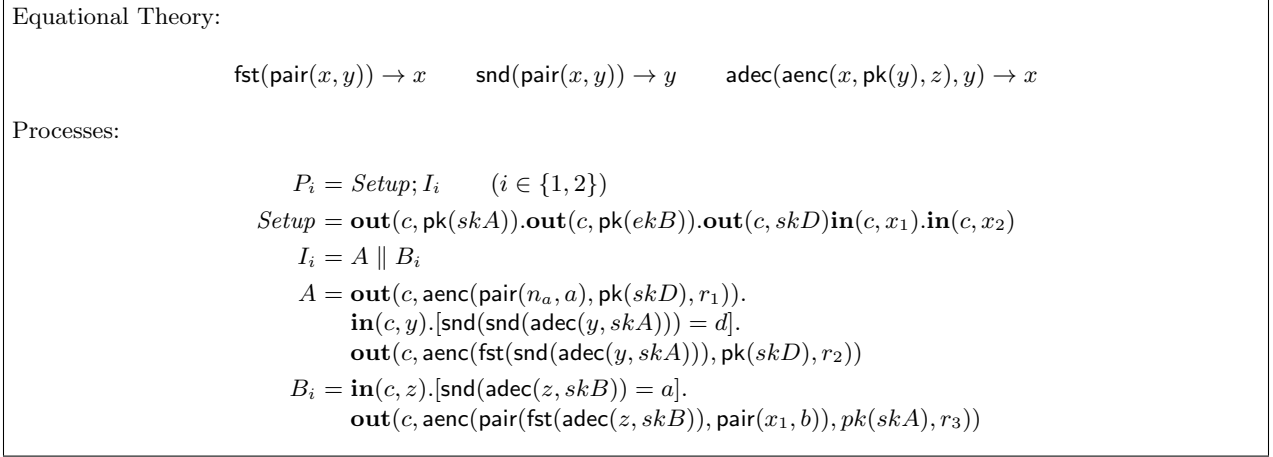 Equational Theory:
fst(pair(x, y)) → x snd(pair(x, y)) → y adec(aenc(x, pk(y), z), y) → x
Processes:
P_i = Setup; I_i (i ∈ {1, 2})
Setup = out(c, pk(skA)).out(c, pk(ekB)).out(c, skD)in(c, x_1).in(c, x_2)
I_i = A ∥ B_i
A = out(c, aenc(pair(n_a, a), pk(skD), r_1)).
in(c, y).[snd(snd(adec(y, skA))) = d].
out(c, aenc(fst(snd(adec(y, skA))), pk(skD), r_2))
B_i = in(c, z).[snd(adec(z, skB)) = a].
out(c, aenc(pair(fst(adec(z, skB)), pair(x_1, b)), pk(skA), r_3))